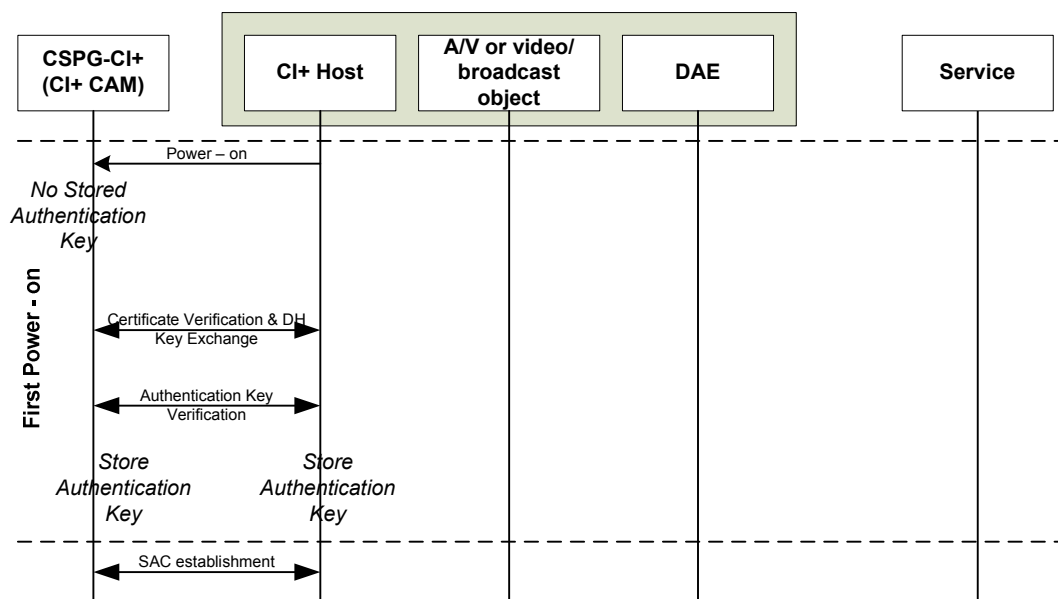 CSPG-CI+
(CI+ CAM)
CI+ Host
A/V or video/
broadcast
object
DAE
Service
Power – on
No Stored
Authentication
Key
First Power - on
Certificate Verification & DH
Key Exchange
Authentication Key
Verification
Store
Authentication
Key
Store
Authentication
Key
SAC establishment